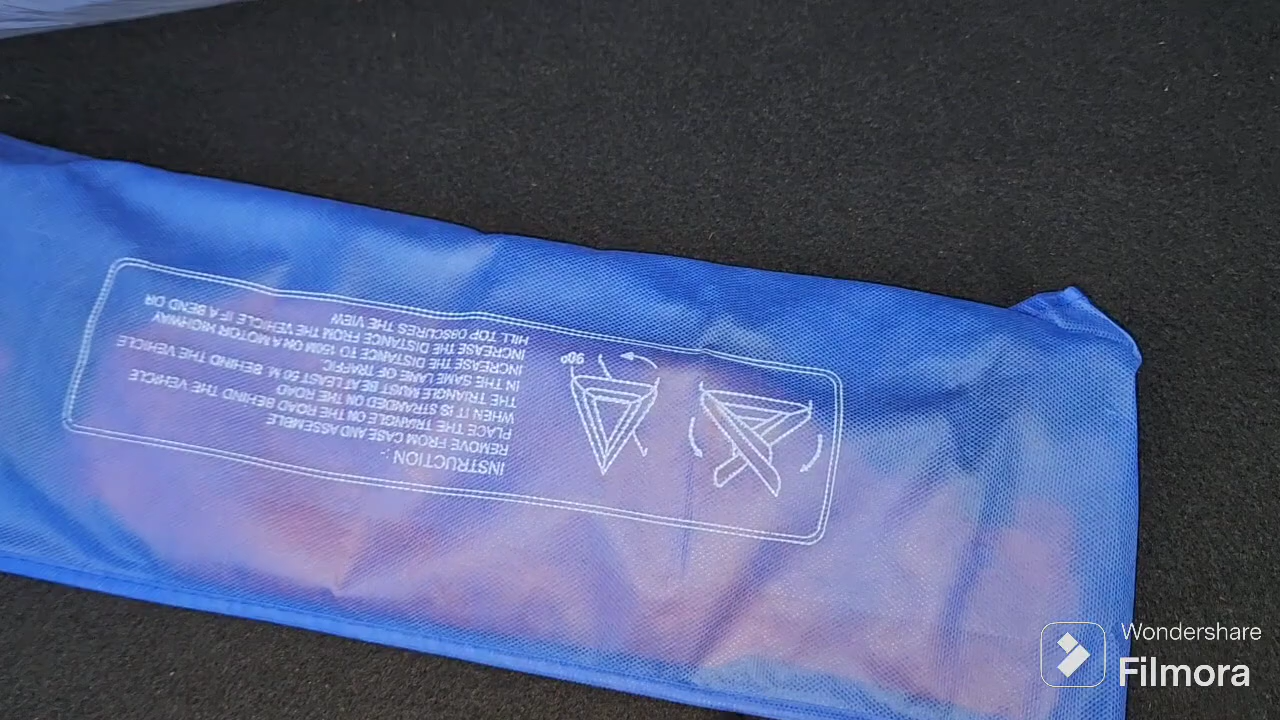 INSTRUCTION :
REMOVE FROM CASE AND ASSEMBLE
PLACE THE TRIANGLE ON THE ROAD BEHIND THE VEHICLE
WHEN IT IS STRANDED ON THE ROAD
THE TRIANGLE MUST BE AT LEAST 50 M. BEHIND THE VEHICLE
IN THE SAME LANE OF TRAFFIC.
INCREASE THE DISTANCE TO 150M ON A MOTOR HIGHWAY
INCREASE THE DISTANCE FROM THE VEHICLE IF A BEND OR
HILL TOP OBSCURES THE VIEW
90°
Wondershare
Filmora